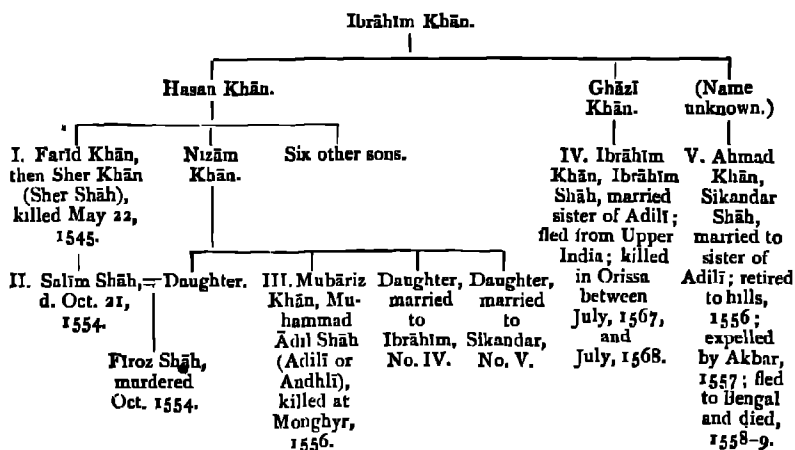 Ibrāhīm Khān.
Hasan Khān.
Ghāzī
Khān.
(Name
unknown.)
I. Farīd Khān,
then Sher Khān
(Sher Shāh),
killed May 22,
1545.
Nizām
Khān.
Six other sons.
IV. Ibrāhīm
Khān, Ibrāhīm
Shāh, married
sister of Adilī;
fled from Upper
India; killed
in Orissa
between
July, 1567,
and
July, 1568.
V. Ahmad
Khān,
Sikandar
Shāh,
married to
sister of
Adilī; retired
to hills,
1556;
expelled
by Akbar,
1557; fled
to Bengal
and died,
1558-9.
II. Salīm Shāh,=Daughter.
d. Oct. 21,
1554.
III. Mubāriz
Khān, Mu-
hammad
Ādil Shāh
(Adilī or
Andhlī),
killed at
Monghyr,
1556.
Daughter,
married
to
Ibrāhīm,
No. IV.
Daughter,
married
to
Sikandar,
No. V.
Fīroz Shāh,
murdered
Oct. 1554.